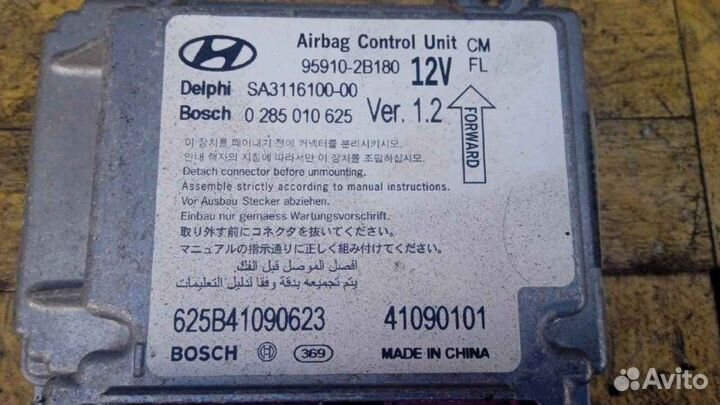 Airbag Control Unit CM
95910-2B180 12V FL
Delphi SA3116100-00
Bosch 0 285 010 625 Ver. 1.2
FORWARD
이 장치를 떼어내기 전에 커넥터를 분리시키시오.
안내 책자의 지침에 따라서만 이 장치를 조립하십시오.
Detach connector before unmounting.
Assemble strictly according to manual instructions.
Vor Ausbau Stecker abziehen.
Einbau nur gemaess Wartungsvorschrift.
取り外す前にコネクタを抜いてください。
マニュアルの指示通りに正しく組み付けてください。
افصل الموصل قبل الفك.
يتم تجميعه بدقة وفقا لدليل التعليمات
625B41090623 41090101
BOSCH 369 MADE IN CHINA
Avito